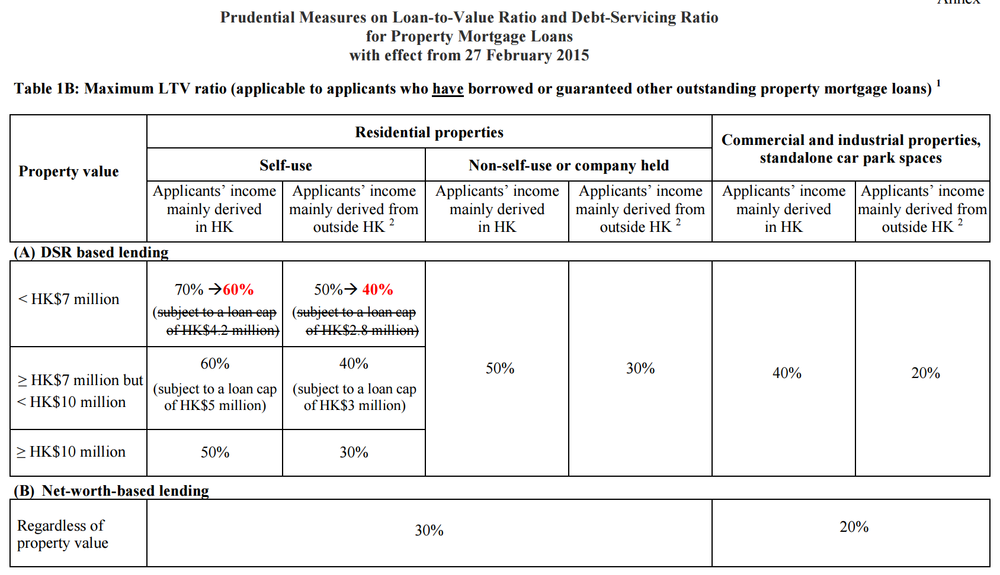 Annex
Prudential Measures on Loan-to-Value Ratio and Debt-Servicing Ratio
for Property Mortgage Loans
with effect from 27 February 2015
Table 1B: Maximum LTV ratio (applicable to applicants who have borrowed or guaranteed other outstanding property mortgage loans) 1
Property value
Residential properties
Commercial and industrial properties,
standalone car park spaces
Self-use
Non-self-use or company held
Applicants’ income
mainly derived
in HK
Applicants’ income
mainly derived from
outside HK 2
Applicants’ income
mainly derived
in HK
Applicants’ income
mainly derived from
outside HK 2
Applicants’ income
mainly derived
in HK
Applicants’ income
mainly derived from
outside HK 2
(A) DSR based lending
< HK$7 million
70% →60%
(subject to a loan cap
of HK$4.2 million)
50%→ 40%
(subject to a loan cap
of HK$2.8 million)
50%
30%
40%
20%
≥ HK$7 million but
< HK$10 million
60%
(subject to a loan cap
of HK$5 million)
40%
(subject to a loan cap
of HK$3 million)
≥ HK$10 million
50%
30%
(B) Net-worth-based lending
Regardless of
property value
30%
20%